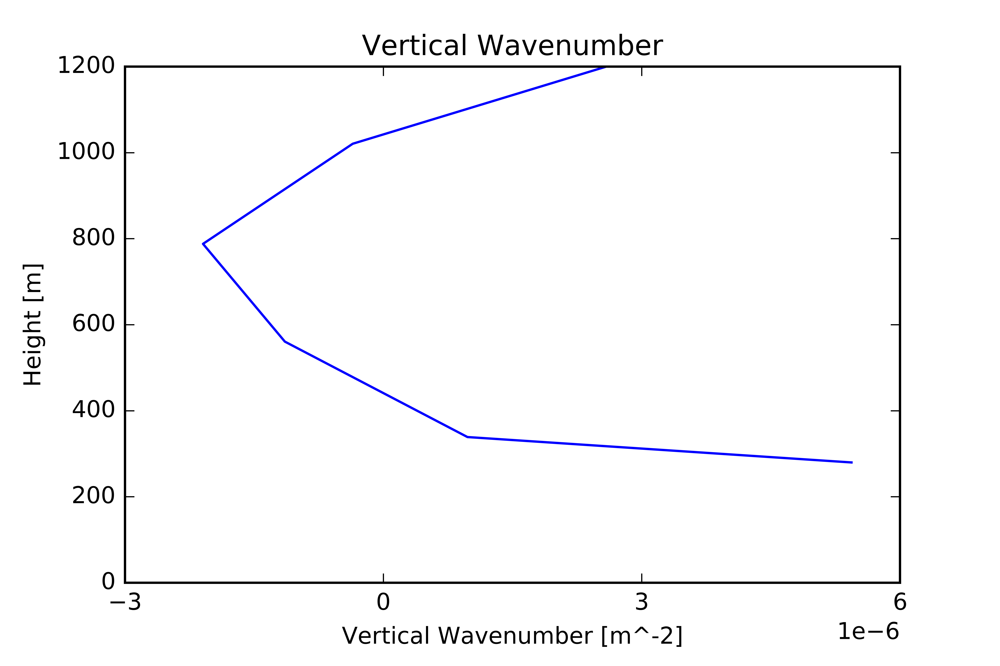 Vertical Wavenumber
1200
1000
800
600
400
200
0
Height [m]
−3 0 3 6
1e−6
Vertical Wavenumber [m^-2]